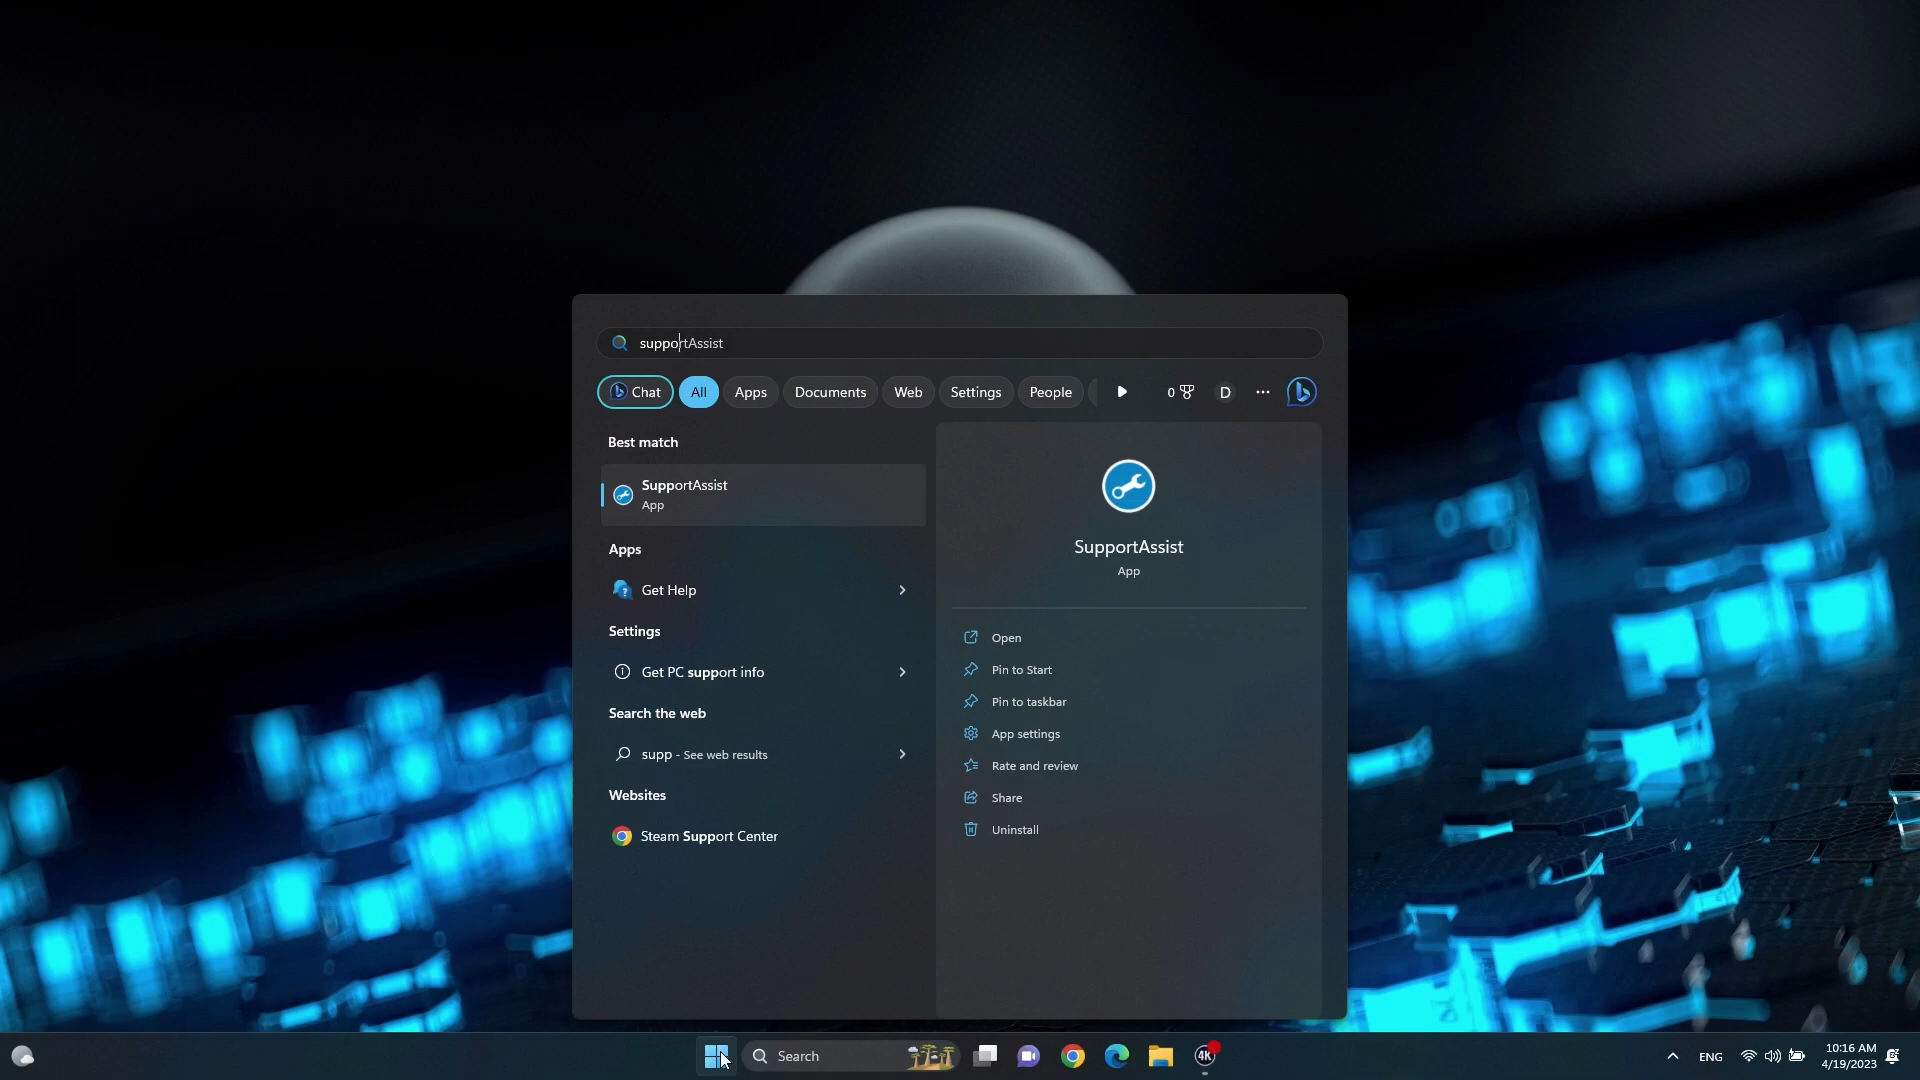 supportAssist
Chat
All
Apps
Documents
Web
Settings
People
0
D
Best match
SupportAssist
App
Apps
Get Help
Settings
Get PC support info
Search the web
supp - See web results
Websites
Steam Support Center
SupportAssist
App
Open
Pin to Start
Pin to taskbar
App settings
Rate and review
Share
Uninstall
Search
4K
ENG
10:16 AM
4/19/2023